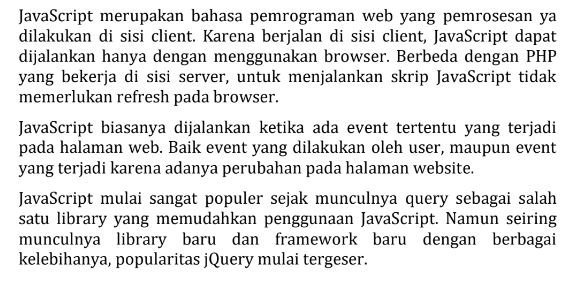 JavaScript merupakan bahasa pemrograman web yang pemrosesan ya
dilakukan di sisi client. Karena berjalan di sisi client, JavaScript dapat
dijalankan hanya dengan menggunakan browser. Berbeda dengan PHP
yang bekerja di sisi server, untuk menjalankan skrip JavaScript tidak
memerlukan refresh pada browser.
JavaScript biasanya dijalankan ketika ada event tertentu yang terjadi
pada halaman web. Baik event yang dilakukan oleh user, maupun event
yang terjadi karena adanya perubahan pada halaman website.
JavaScript mulai sangat populer sejak munculnya query sebagai salah
satu library yang memudahkan penggunaan JavaScript. Namun seiring
munculnya library baru dan framework baru dengan berbagai
kelebihanya, popularitas jQuery mulai tergeser.